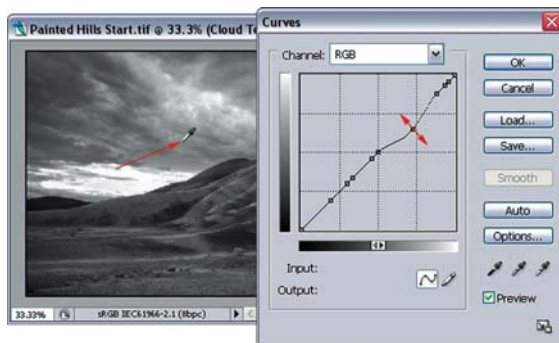 Painted Hills Start.tif @ 33.3% (Cloud Te
33.33%
sRGB IEC61966-2.1 (8bpc)
Curves
Channel: RGB
OK
Cancel
Load...
Save...
Smooth
Auto
Options...
Input:
Output:
Preview